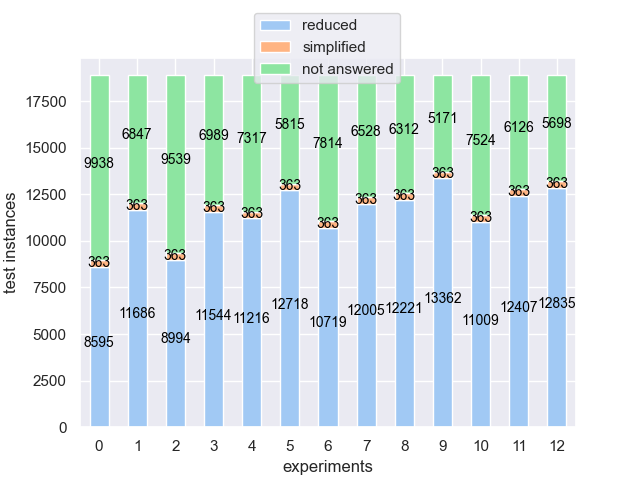 reduced
simplified
not answered
17500
15000
12500
10000
7500
5000
2500
0
test instances
9938 6847 9539 6989 7317 5815 7814 6528 6312 5171 7524 6126 5698
363 363 363 363 363 363 363 363 363 363 363 363 363
8595 11686 8994 11544 11216 12718 10719 12005 12221 13362 11009 12407 12835
0 1 2 3 4 5 6 7 8 9 10 11 12
experiments